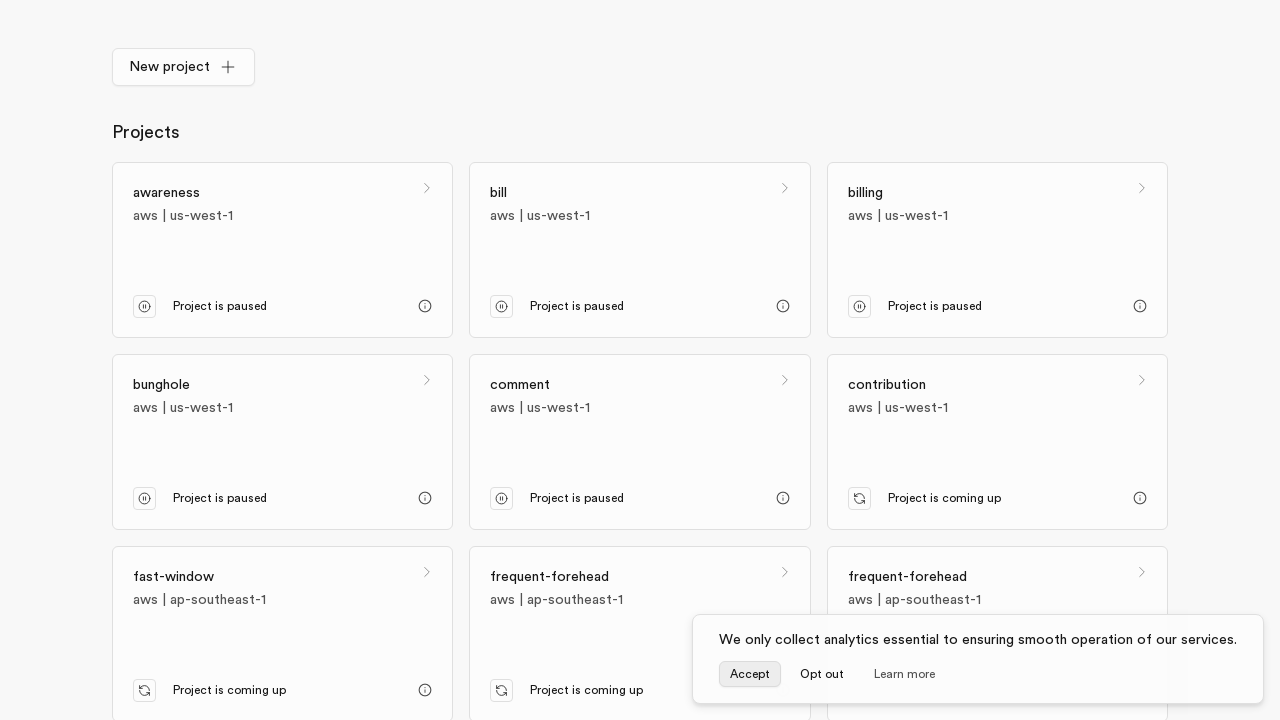 New project
Projects
awareness
aws | us-west-1
Project is paused
bill
aws | us-west-1
Project is paused
billing
aws | us-west-1
Project is paused
bunghole
aws | us-west-1
Project is paused
comment
aws | us-west-1
Project is paused
contribution
aws | us-west-1
Project is coming up
fast-window
aws | ap-southeast-1
Project is coming up
frequent-forehead
aws | ap-southeast-1
Project is coming up
frequent-forehead
aws | ap-southeast-1
We only collect analytics essential to ensuring smooth operation of our services.
Accept
Opt out
Learn more